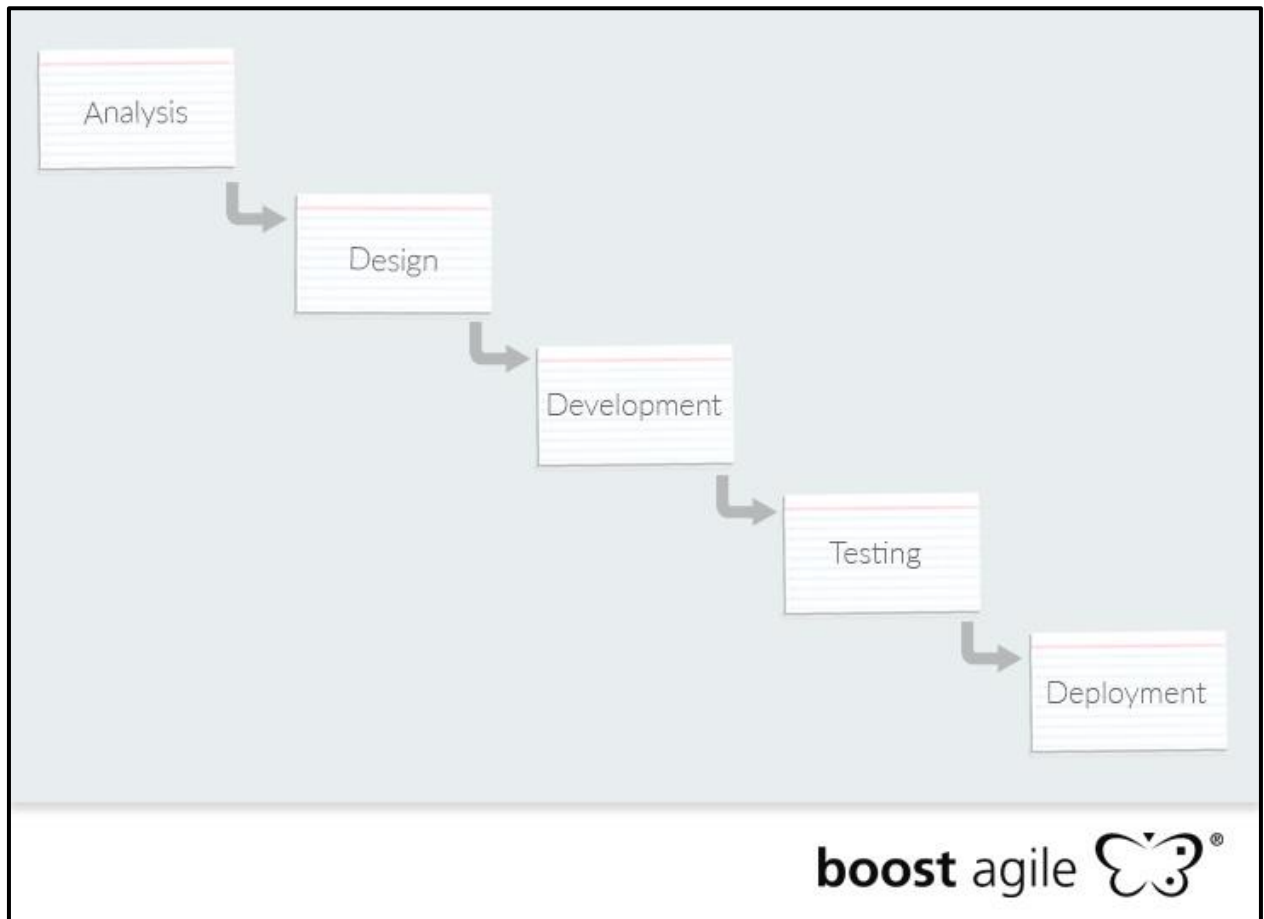 Analysis
Design
Development
Testing
Deployment
boost agile ®